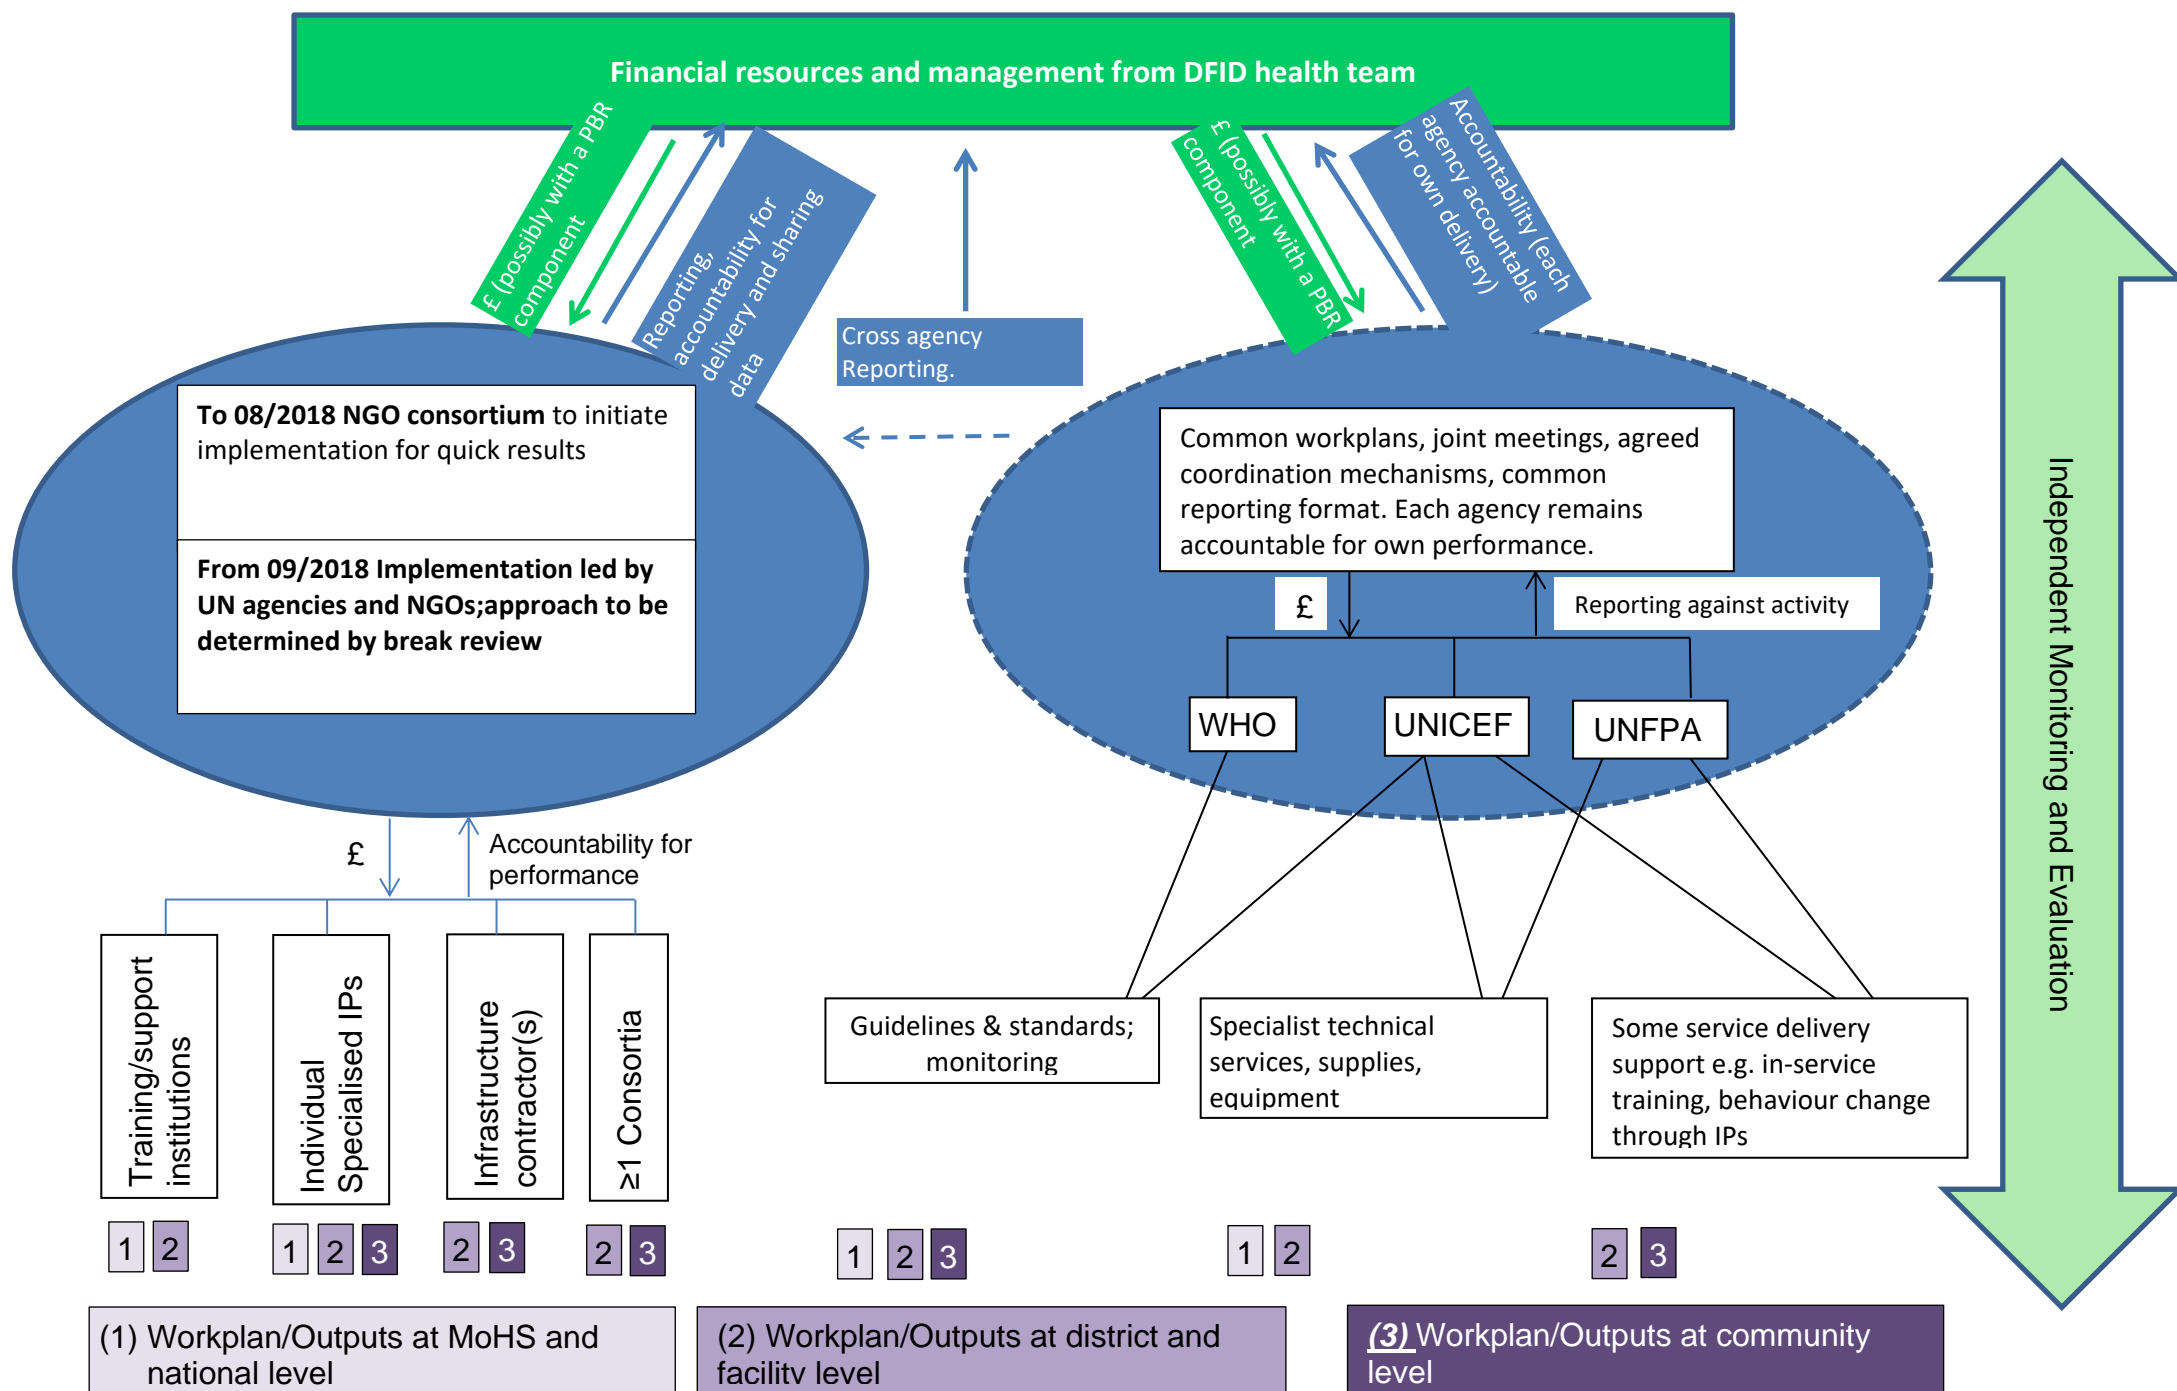 Financial resources and management from DFID health team
£ (possibly with a PBR
component
Reporting,
accountability for
delivery and sharing
data
Cross agency
Reporting.
£ (possibly with a PBR
component
Accountability (each
agency accountable
for own delivery)
To 08/2018 NGO consortium to initiate
implementation for quick results
From 09/2018 Implementation led by
UN agencies and NGOs;approach to be
determined by break review
Common workplans, joint meetings, agreed
coordination mechanisms, common
reporting format. Each agency remains
accountable for own performance.
£
Reporting against activity
WHO
UNICEF
UNFPA
Independent Monitoring and Evaluation
£
Accountability for
performance
Training/support
institutions
Individual
Specialised IPs
Infrastructure
contractor(s)
≥1 Consortia
Guidelines & standards;
monitoring
Specialist technical
services, supplies,
equipment
Some service delivery
support e.g. in-service
training, behaviour change
through IPs
1 2
1 2 3
2 3
2 3
1 2 3
1 2
2 3
(1) Workplan/Outputs at MoHS and
national level
(2) Workplan/Outputs at district and
facility level
(3) Workplan/Outputs at community
level